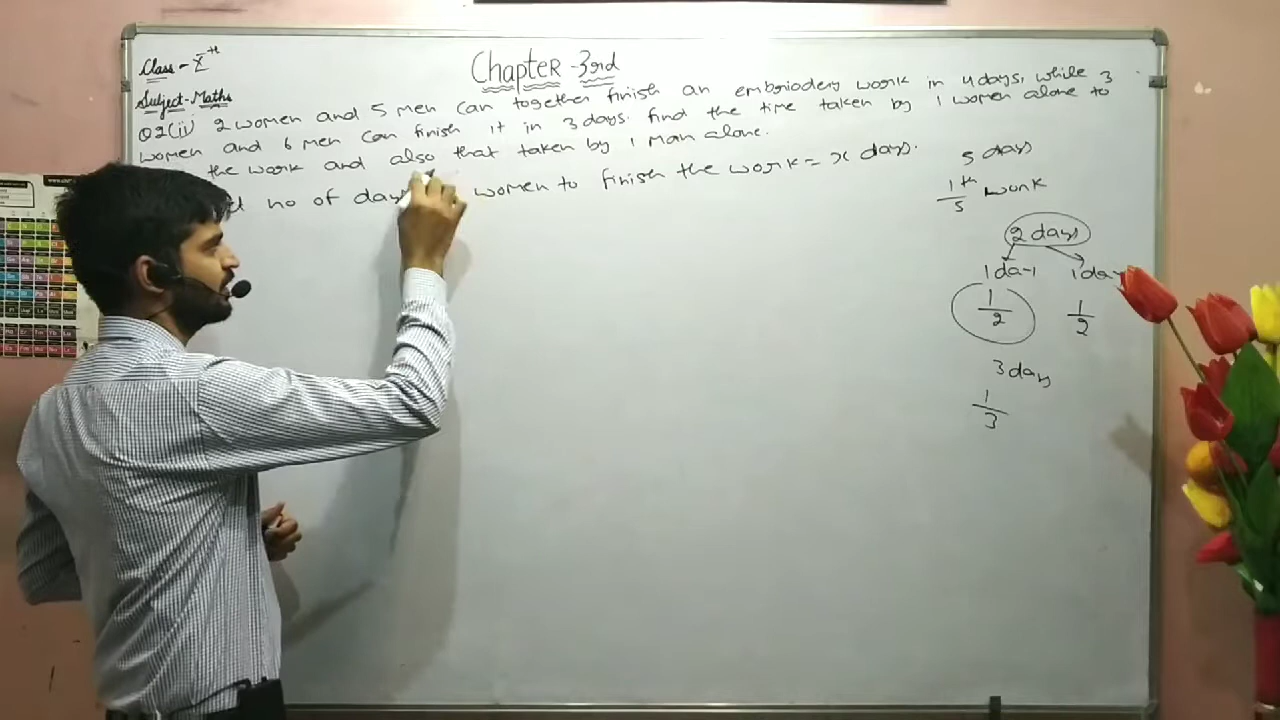 Class - X th
Chapter - 3rd
Subject - Maths
Q2(ii) 2 women and 5 men can together finish an embriodery work in 4 days, while 3
women and 6 men can finish it in 3 days. find the time taken by 1 women alone to
the work and also that taken by 1 man alone.
no of days women to finish the work = x days.
5 days
1 th
5 work
2 days
1 day 1 day
1
2
1
2
3 day
1
3